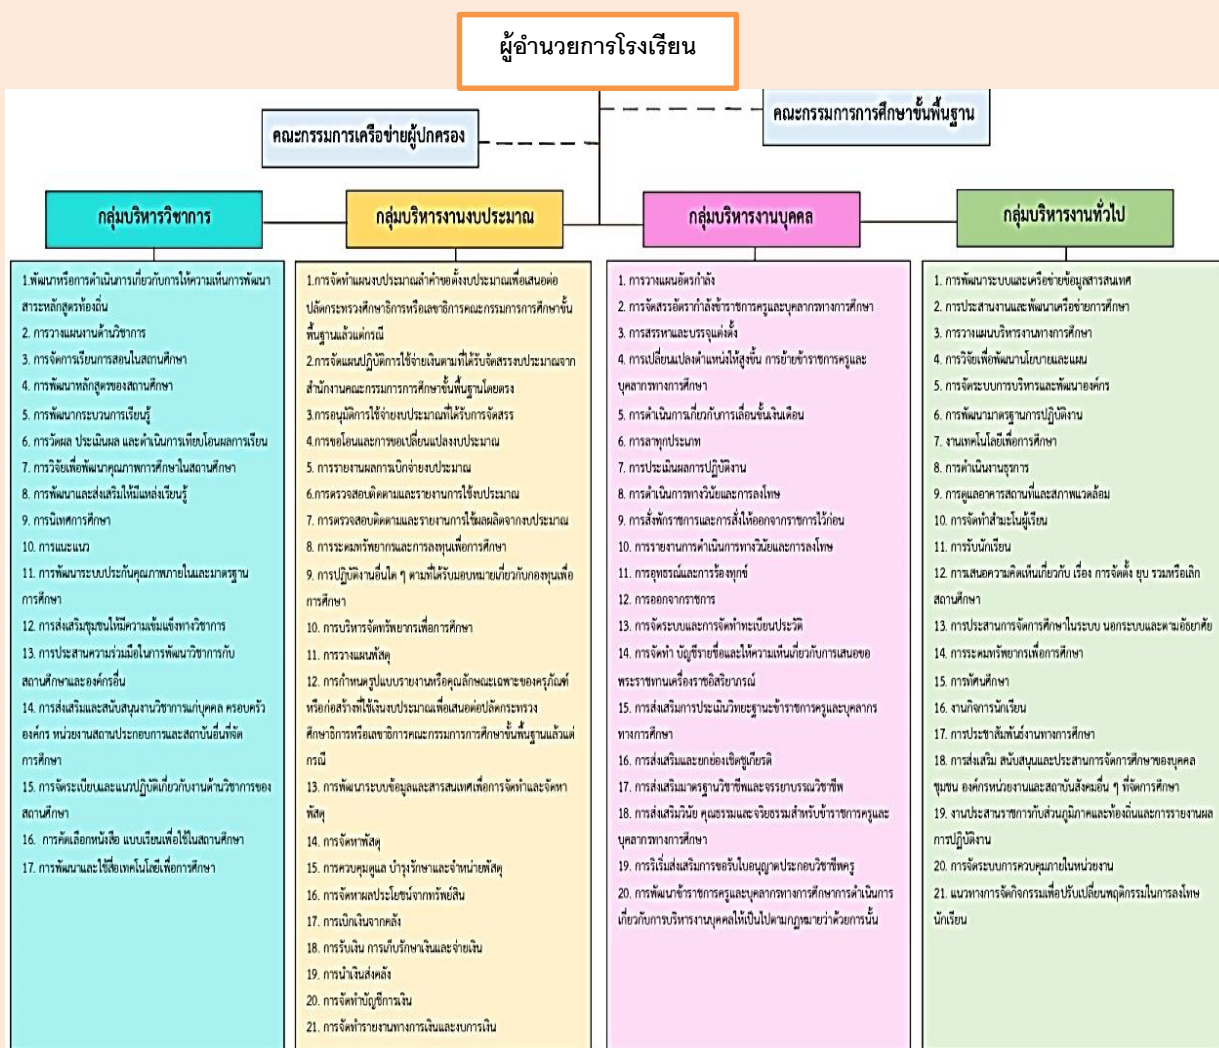 ผู้อำนวยการโรงเรียน
คณะกรรมการการศึกษาขั้นพื้นฐาน
คณะกรรมการเครือข่ายผู้ปกครอง
กลุ่มบริหารวิชาการ
1.พัฒนาหรือการดำเนินการเกี่ยวกับการให้ความเห็นการพัฒนา
สาระหลักสูตรท้องถิ่น
2. การวางแผนงานด้านวิชาการ
3. การจัดการเรียนการสอนในสถานศึกษา
4. การพัฒนาหลักสูตรของสถานศึกษา
5. การพัฒนากระบวนการเรียนรู้
6. การวัดผล ประเมินผล และดำเนินการเทียบโอนผลการเรียน
7. การวิจัยเพื่อพัฒนาคุณภาพการศึกษาในสถานศึกษา
8. การพัฒนาและส่งเสริมให้มีแหล่งเรียนรู้
9. การนิเทศการศึกษา
10. การแนะแนว
11. การพัฒนาระบบประกันคุณภาพภายในและมาตรฐาน
การศึกษา
12. การส่งเสริมชุมชนให้มีความเข้มแข็งทางวิชาการ
13. การประสานความร่วมมือในการพัฒนาวิชาการกับ
สถานศึกษาและองค์กรอื่น
14. การส่งเสริมและสนับสนุนงานวิชาการแก่บุคคล ครอบครัว
องค์กร หน่วยงานสถานประกอบการและสถาบันอื่นที่จัด
การศึกษา
15. การจัดระเบียบและแนวปฏิบัติเกี่ยวกับงานด้านวิชาการของ
สถานศึกษา
16. การคัดเลือกหนังสือ แบบเรียนเพื่อใช้ในสถานศึกษา
17. การพัฒนาและใช้สื่อเทคโนโลยีเพื่อการศึกษา
กลุ่มบริหารงานงบประมาณ
1.การจัดทำแผนงบประมาณลำคำขอตั้งงบประมาณเพื่อเสนอต่อ
ปลัดกระทรวงศึกษาธิการหรือเลขาธิการคณะกรรมการการศึกษาขั้น
พื้นฐานแล้วแต่กรณี
2.การจัดแผนปฏิบัติการใช้จ่ายเงินตามที่ได้รับจัดสรรงบประมาณจาก
สำนักงานคณะกรรมการการศึกษาขั้นพื้นฐานโดยตรง
3.การอนุมัติการใช้จ่ายงบประมาณที่ได้รับการจัดสรร
4.การขอโอนและการขอเปลี่ยนแปลงงบประมาณ
5. การรายงานผลการเบิกจ่ายงบประมาณ
6.การตรวจสอบติดตามและรายงานการใช้งบประมาณ
7. การตรวจสอบติดตามและรายงานการใช้ผลผลิตจากงบประมาณ
8. การระดมทรัพยากรและการลงทุนเพื่อการศึกษา
9. การปฏิบัติงานอื่นใด ๆ ตามที่ได้รับมอบหมายเกี่ยวกับกองทุนเพื่อ
การศึกษา
10. การบริหารจัดทรัพยากรเพื่อการศึกษา
11. การวางแผนพัสดุ
12. การกำหนดรูปแบบรายงานหรือคุณลักษณะเฉพาะของครุภัณฑ์
หรือก่อสร้างที่ใช้เงินงบประมาณเพื่อเสนอต่อปลัดกระทรวง
ศึกษาธิการหรือเลขาธิการคณะกรรมการการศึกษาขั้นพื้นฐานแล้วแต่
กรณี
13. การพัฒนาระบบข้อมูลและสารสนเทศเพื่อการจัดทำและจัดหา
พัสดุ
14. การจัดหาพัสดุ
15. การควบคุมดูแล บำรุงรักษาและจำหน่ายพัสดุ
16. การจัดหาผลประโยชน์จากทรัพย์สิน
17. การเบิกเงินจากคลัง
18. การรับเงิน การเก็บรักษาเงินและจ่ายเงิน
19. การนำเงินส่งคลัง
20. การจัดทำบัญชีการเงิน
21. การจัดทำรายงานทางการเงินและงบการเงิน
กลุ่มบริหารงานบุคคล
1. การวางแผนอัตรกำลัง
2. การจัดสรรอัตรากำลังข้าราชการครูและบุคลากรทางการศึกษา
3. การสรรหาและบรรจุแต่งตั้ง
4. การเปลี่ยนแปลงตำแหน่งให้สูงขึ้น การย้ายข้าราชการครูและ
บุคลากรทางการศึกษา
5. การดำเนินการเกี่ยวกับการเลื่อนขั้นเงินเดือน
6. การลาทุกประเภท
7. การประเมินผลการปฏิบัติงาน
8. การดำเนินการทางวินัยและการลงโทษ
9. การสั่งพักราชการและการสั่งให้ออกจากราชการไว้ก่อน
10. การรายงานการดำเนินการทางวินัยและการลงโทษ
11. การอุทธรณ์และการร้องทุกข์
12. การออกจากราชการ
13. การจัดระบบและการจัดทำทะเบียนประวัติ
14. การจัดทำ บัญชีรายชื่อและให้ความเห็นเกี่ยวกับการเสนอขอ
พระราชทานเครื่องราชอิสริยาภรณ์
15. การส่งเสริมการประเมินวิทยะฐานะข้าราชการครูและบุคลากร
ทางการศึกษา
16. การส่งเสริมและยกย่องเชิดชูเกียรติ
17. การส่งเสริมมาตรฐานวิชาชีพและจรรยาบรรณวิชาชีพ
18. การส่งเสริมวินัย คุณธรรมและจริยธรรมสำหรับข้าราชการครูและ
บุคลากรทางการศึกษา
19. การริเริ่มส่งเสริมการขอรับใบอนุญาตประกอบวิชาชีพครู
20. การพัฒนาข้าราชการครูและบุคลากรทางการศึกษาการดำเนินการ
เกี่ยวกับการบริหารงานบุคคลให้เป็นไปตามกฎหมายว่าด้วยการนั้น
กลุ่มบริหารงานทั่วไป
1. การพัฒนาระบบและเครือข่ายข้อมูลสารสนเทศ
2. การประสานงานและพัฒนาเครือข่ายการศึกษา
3. การวางแผนบริหารงานทางการศึกษา
4. การวิจัยเพื่อพัฒนานโยบายและแผน
5. การจัดระบบการบริหารและพัฒนาองค์กร
6. การพัฒนามาตรฐานการปฏิบัติงาน
7. งานเทคโนโลยีเพื่อการศึกษา
8. การดำเนินงานธุรการ
9. การดูแลอาคารสถานที่และสภาพแวดล้อม
10. การจัดทำสำมะโนผู้เรียน
11. การรับนักเรียน
12. การเสนอความคิดเห็นเกี่ยวกับ เรื่อง การจัดตั้ง ยุบ รวมหรือเลิก
สถานศึกษา
13. การประสานการจัดการศึกษาในระบบ นอกระบบและตามอัธยาศัย
14. การระดมทรัพยากรเพื่อการศึกษา
15. การทัศนศึกษา
16. งานกิจการนักเรียน
17. การประชาสัมพันธ์งานทางการศึกษา
18. การส่งเสริม สนับสนุนและประสานการจัดการศึกษาของบุคคล
ชุมชน องค์กรหน่วยงานและสถาบันสังคมอื่น ๆ ที่จัดการศึกษา
19. งานประสานราชการกับส่วนภูมิภาคและท้องถิ่นและการรายงานผล
การปฏิบัติงาน
20. การจัดระบบการควบคุมภายในหน่วยงาน
21. แนวทางการจัดกิจกรรมเพื่อปรับเปลี่ยนพฤติกรรมในการลงโทษ
นักเรียน